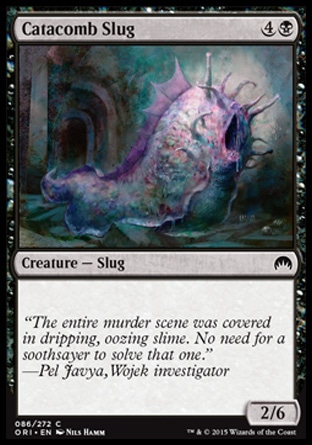 Catacomb Slug 4
Creature — Slug
“The entire murder scene was covered
in dripping, oozing slime. No need for a
soothsayer to solve that one.”
—Pel Javya, Wojek investigator
2/6
086/272 C
ORI • EN Nils Hamm
™ & © 2015 Wizards of the Coast